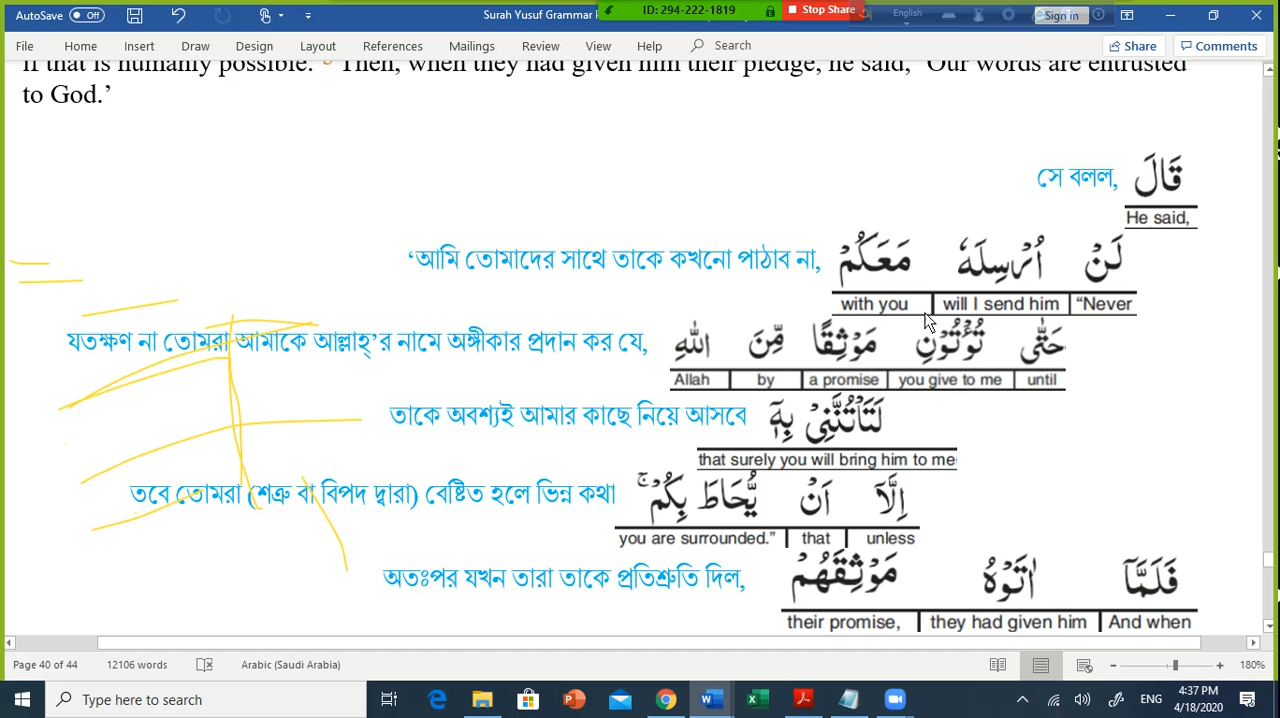 AutoSave Off Surah Yusuf Grammar ID: 294-222-1819 Stop Share English Sign in
File Home Insert Draw Design Layout References Mailings Review View Help Search Share Comments
if that is humanly possible.’ Then, when they had given him their pledge, he said, ‘Our words are entrusted
to God.’
সে বলল, قَالَ
He said,
‘আমি তোমাদের সাথে তাকে কখনো পাঠাব না, لَنْ اُرْسِلَهٗ مَعَكُمْ
with you will I send him “Never
যতক্ষণ না তোমরা আমাকে আল্লাহ্’র নামে অঙ্গীকার প্রদান কর যে, حَتّٰى تُؤْتُوْنِ مَوْثِقًا مِّنَ اللّٰهِ
Allah by a promise you give to me until
তাকে অবশ্যই আমার কাছে নিয়ে আসবে لَتَاْتُنَّنِيْ بِهٖٓ
that surely you will bring him to me
তবে তোমরা (শত্রু বা বিপদ দ্বারা) বেষ্টিত হলে ভিন্ন কথা اِلَّآ اَنْ يُّحَاطَ بِكُمْ ۚ
you are surrounded.” that unless
অতঃপর যখন তারা তাকে প্রতিশ্রুতি দিল, فَلَمَّآ اٰتَوْهُ مَوْثِقَهُمْ
their promise, they had given him And when
Page 40 of 44 12106 words Arabic (Saudi Arabia) 180%
Type here to search ENG 4:37 PM
4/18/2020